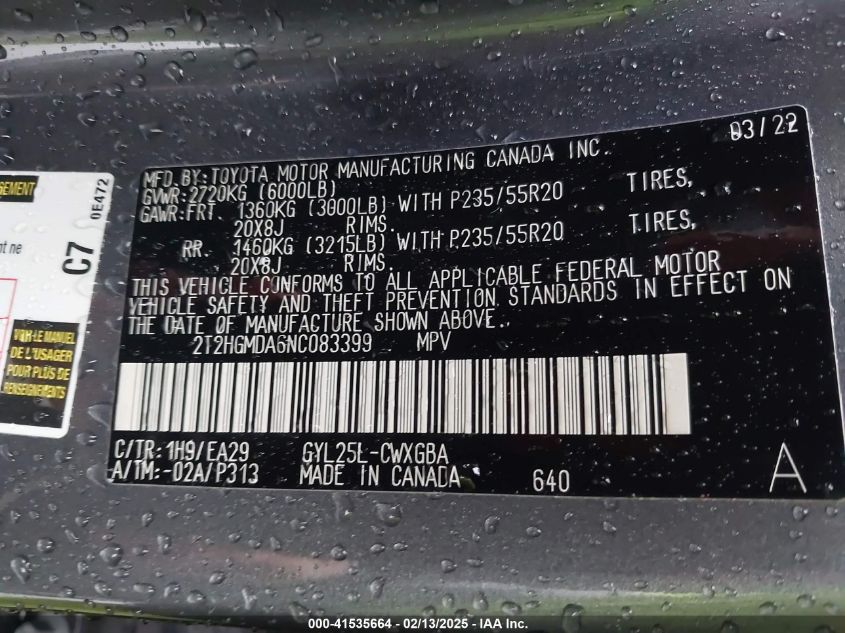 03/22
MFD. BY: TOYOTA MOTOR MANUFACTURING CANADA INC.
GVWR: 2720KG (6000LB)
GAWR: FRT. 1360KG (3000LB) WITH P235/55R20 TIRES,
20X8J RIMS.
RR. 1460KG (3215LB) WITH P235/55R20 TIRES,
20X8J RIMS.
THIS VEHICLE CONFORMS TO ALL APPLICABLE FEDERAL MOTOR
VEHICLE SAFETY AND THEFT PREVENTION STANDARDS IN EFFECT ON
THE DATE OF MANUFACTURE SHOWN ABOVE.
2T2HGMDA6NC083399 MPV
C/TR: 1H9/EA29 GYL25L-CWXGBA
A/TM: -02A/P313 MADE IN CANADA 640 A
C7
0E472
VOIR LE MANUEL
DE L'USAGER
POUR PLUS DE
RENSEIGNEMENTS
000-41535664 - 02/13/2025 - IAAI Inc.